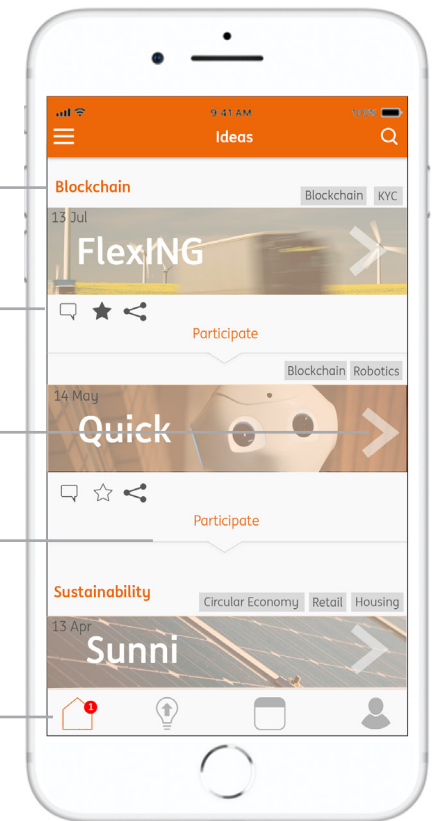 9:41 AM 100%
Ideas
Blockchain
Blockchain KYC
13 Jul
FlexING
Participate
Blockchain Robotics
14 May
Quick
Participate
Sustainability
Circular Economy Retail Housing
13 Apr
Sunni
1